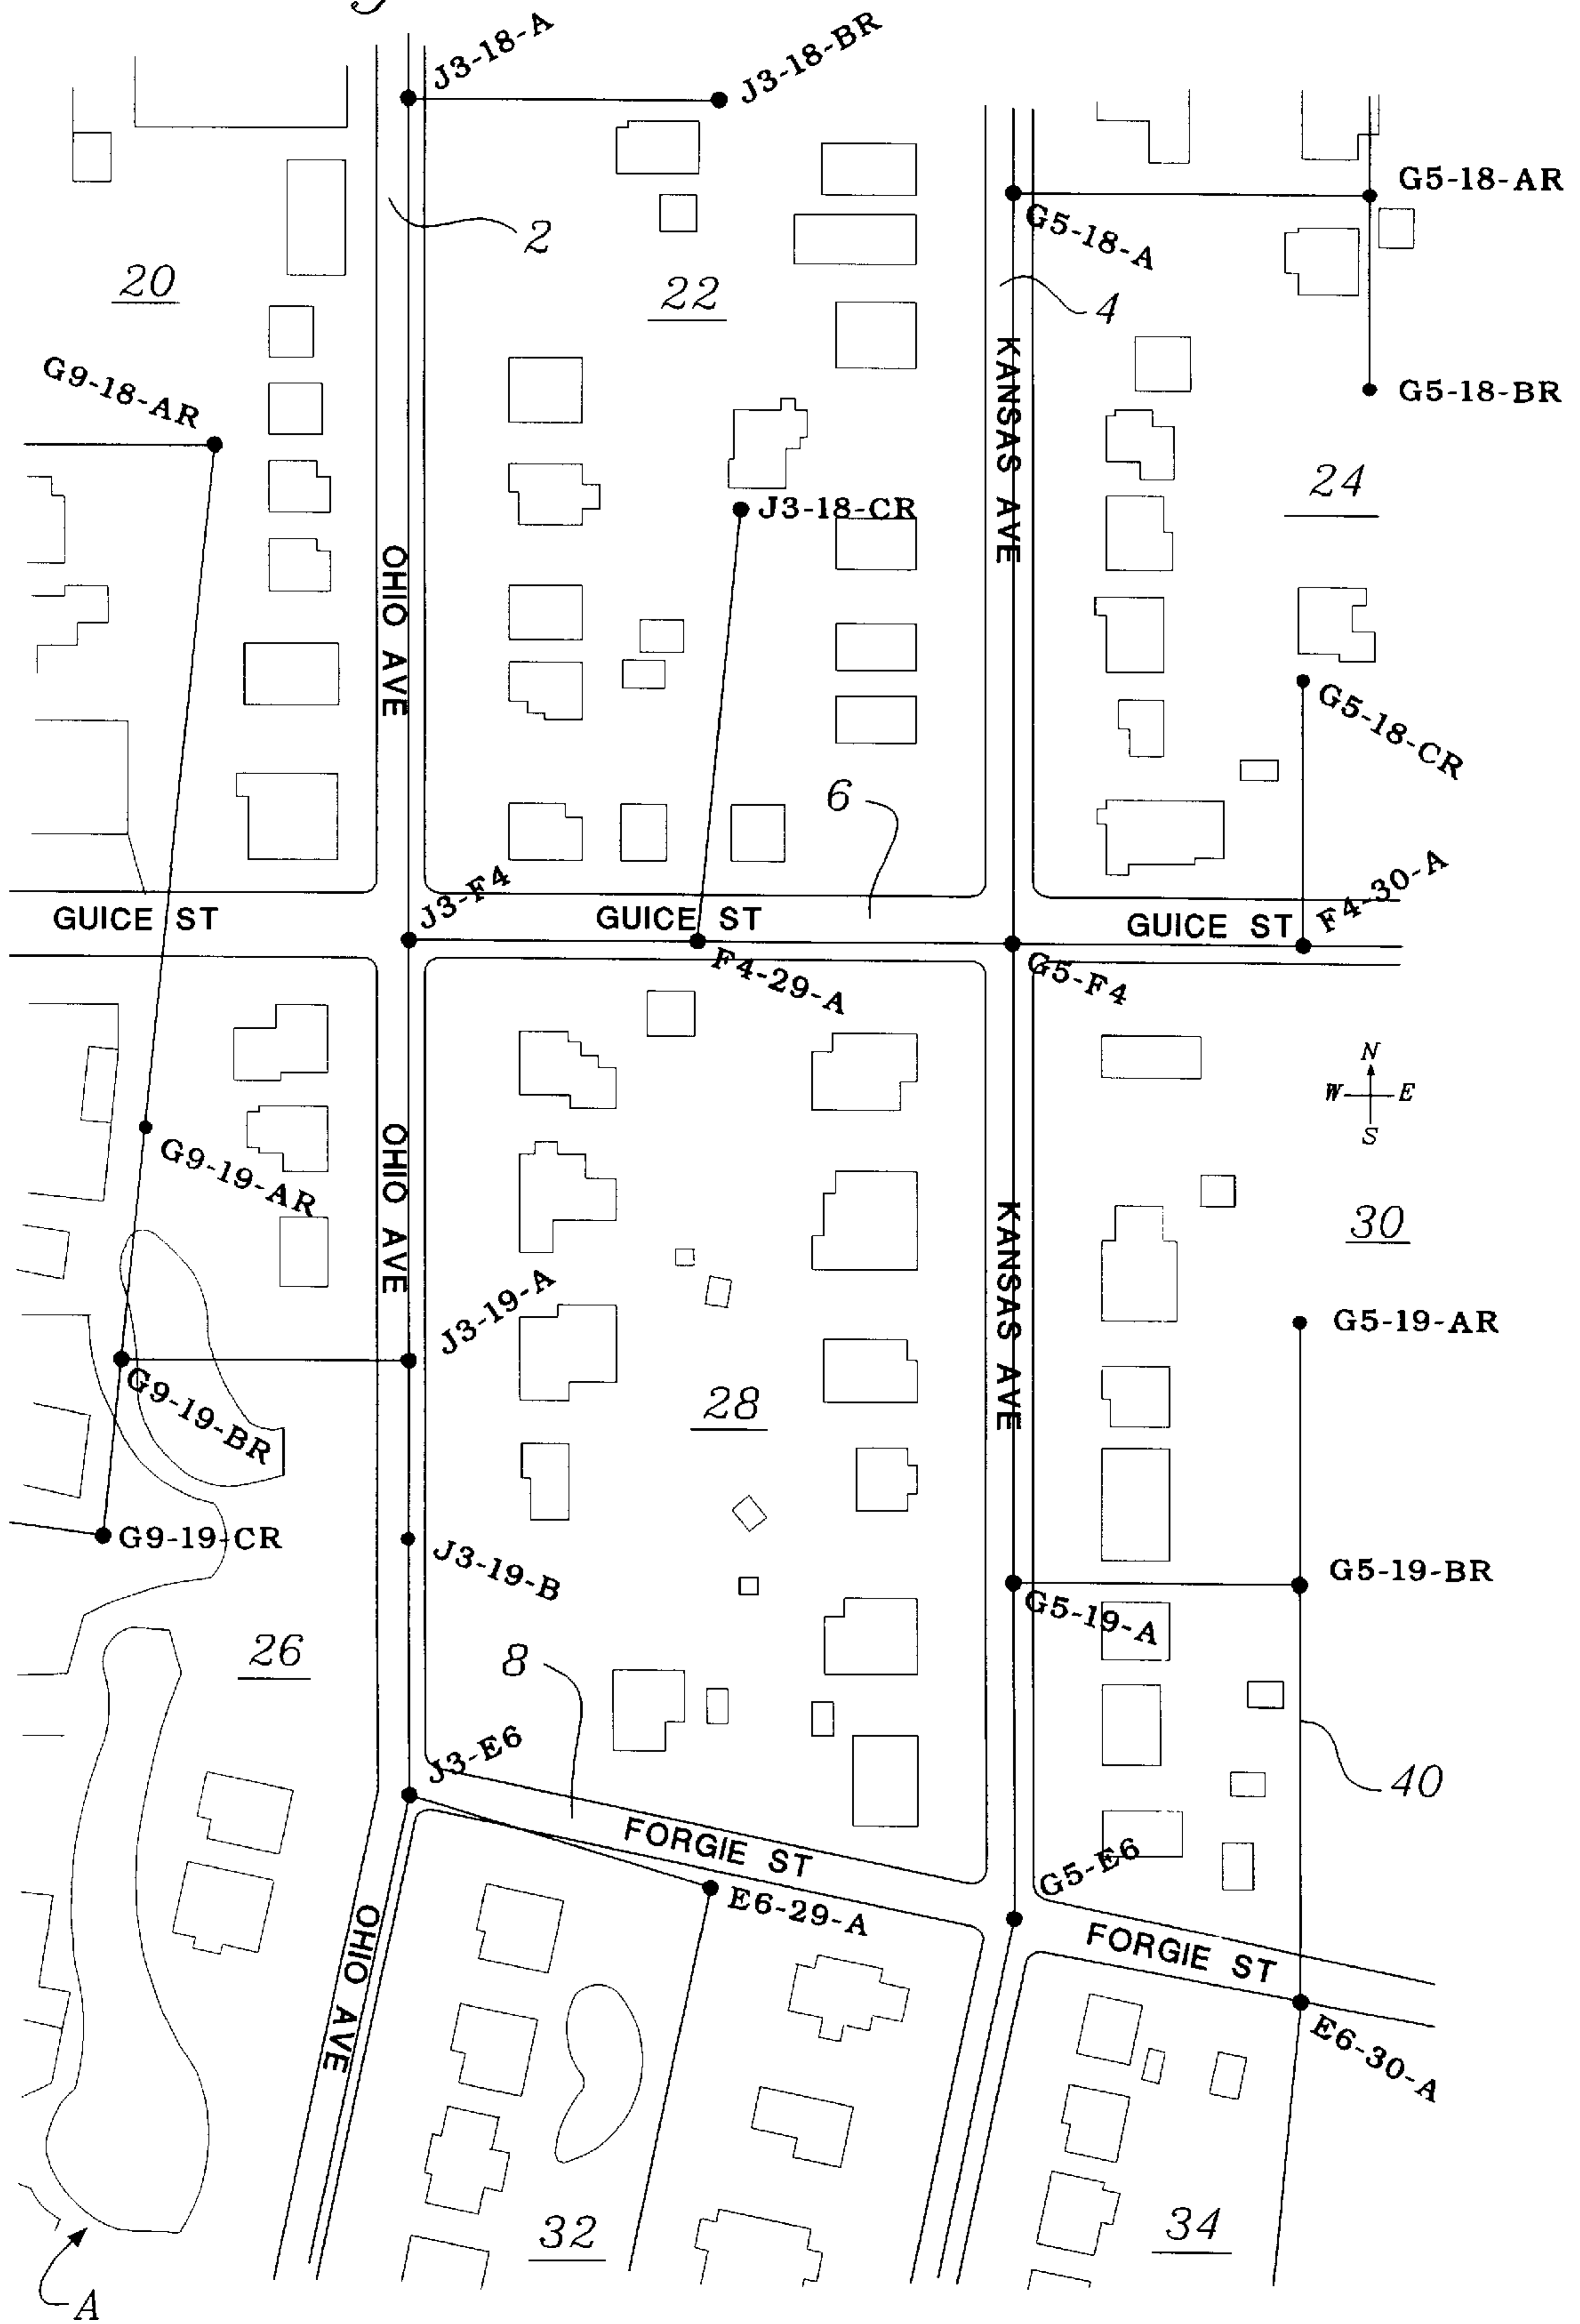 J3-18-A
J3-18-BR
G5-18-AR
G5-18-A
2
20
22
4
KANSAS AVE
G9-18-AR
G5-18-BR
24
J3-18-CR
OHIO AVE
G5-18-CR
6
J3-F4
F4-30-A
GUICE ST
GUICE ST
GUICE ST
F4-29-A
G5-F4
N
W E
S
OHIO AVE
G9-19-AR
KANSAS AVE
30
J3-19-A
G5-19-AR
G9-19-BR
28
G9-19-CR
J3-19-B
G5-19-BR
G5-19-A
26
8
J3-E6
40
FORGIE ST
G5-E6
E6-29-A
OHIO AVE
FORGIE ST
E6-30-A
32
34
A